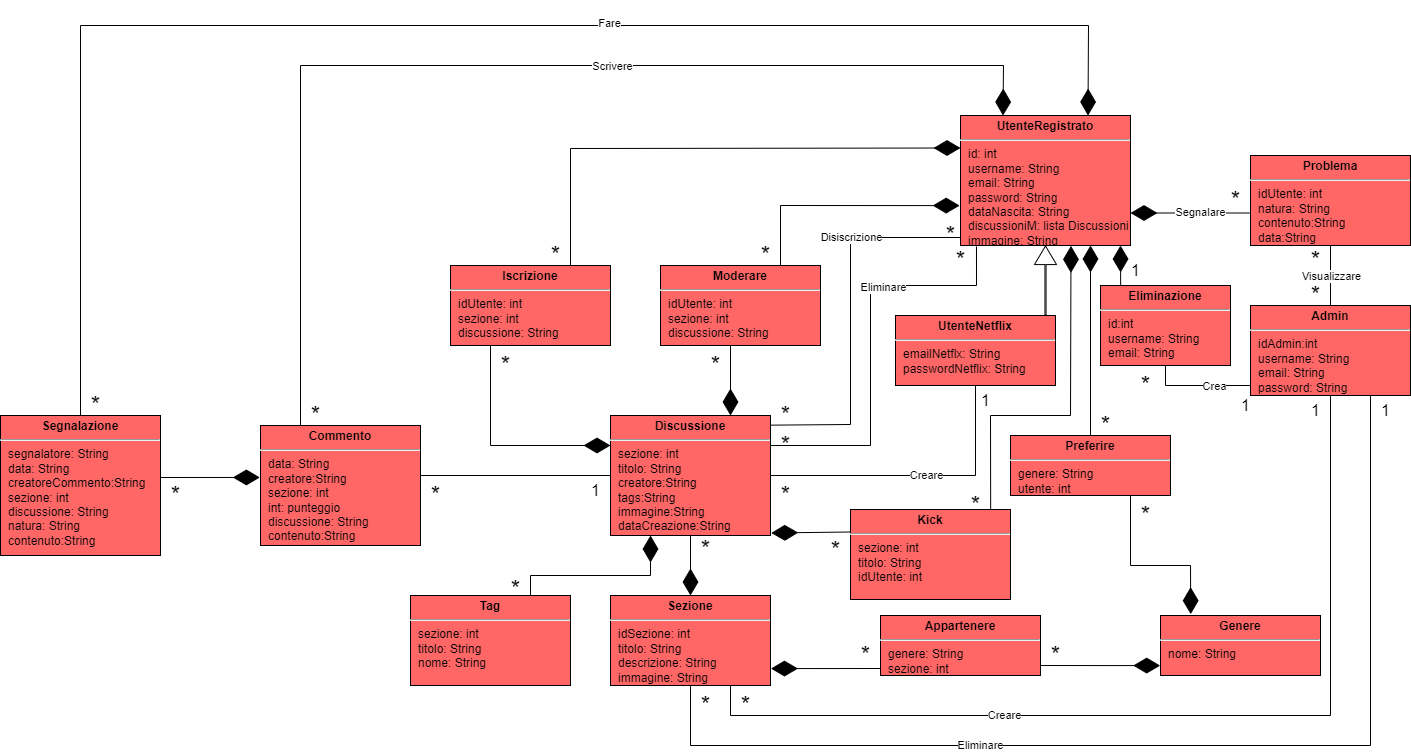 Fare
Scrivere
UtenteRegistrato
id: int
username: String
email: String
password: String
dataNascita: String
discussioniM: lista Discussioni
immagine: String
Problema
idUtente: int
natura: String
contenuto:String
data:String
*
Segnalare
*
Disiscrizione
*
*
*
*
1
*
Visualizzare
*
Iscrizione
idUtente: int
sezione: int
discussione: String
Moderare
idUtente: int
sezione: int
discussione: String
Eliminare
Eliminazione
id:int
username: String
email: String
Admin
idAdmin:int
username: String
email: String
password: String
UtenteNetflix
emailNetflx: String
passwordNetflix: String
*
*
*
Crea
1
1
1
*
*
*
1
*
Segnalazione
segnalatore: String
data: String
creatoreCommento:String
sezione: int
discussione: String
natura: String
contenuto:String
Commento
data: String
creatore:String
sezione: int
int: punteggio
discussione: String
contenuto:String
Discussione
sezione: int
titolo: String
creatore:String
tags:String
immagine:String
dataCreazione:String
*
Preferire
genere: String
utente: int
Creare
*
*
1
*
*
*
Kick
sezione: int
titolo: String
idUtente: int
*
*
*
Tag
sezione: int
titolo: String
nome: String
Sezione
idSezione: int
titolo: String
descrizione: String
immagine: String
Appartenere
genere: String
sezione: int
Genere
nome: String
*
*
*
*
Creare
Eliminare